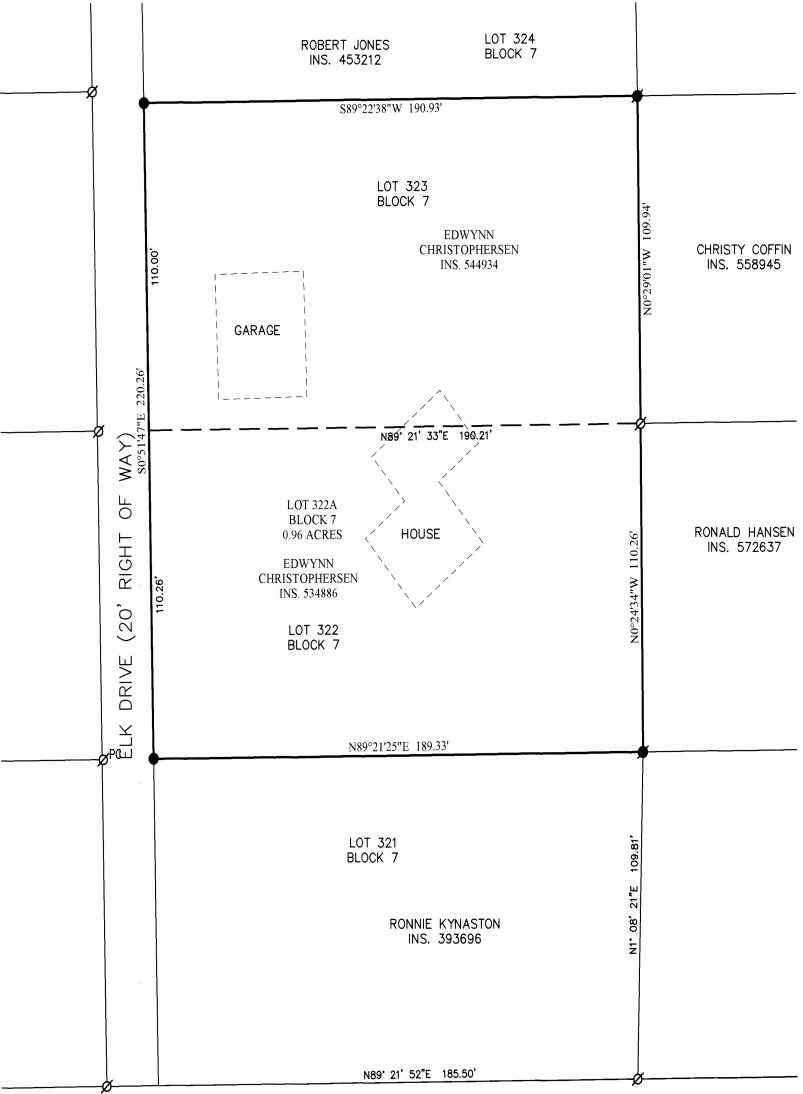 ROBERT JONES
INS. 453212
LOT 324
BLOCK 7
S89°22'38"W 190.93'
LOT 323
BLOCK 7
EDWYNN
CHRISTOPHERSEN
INS. 544934
110.00'
N0°29'01"W 109.94'
CHRISTY COFFIN
INS. 558945
GARAGE
S0°51'47"E 220.26'
N89° 21' 33"E 190.21'
ELK DRIVE (20' RIGHT OF WAY)
LOT 322A
BLOCK 7
0.96 ACRES
EDWYNN
CHRISTOPHERSEN
INS. 534886
HOUSE
RONALD HANSEN
INS. 572637
110.26'
N0°24'34"W 110.26'
LOT 322
BLOCK 7
PC
N89°21'25"E 189.33'
LOT 321
BLOCK 7
N1° 08' 21"E 109.81'
RONNIE KYNASTON
INS. 393696
N89° 21' 52"E 185.50'